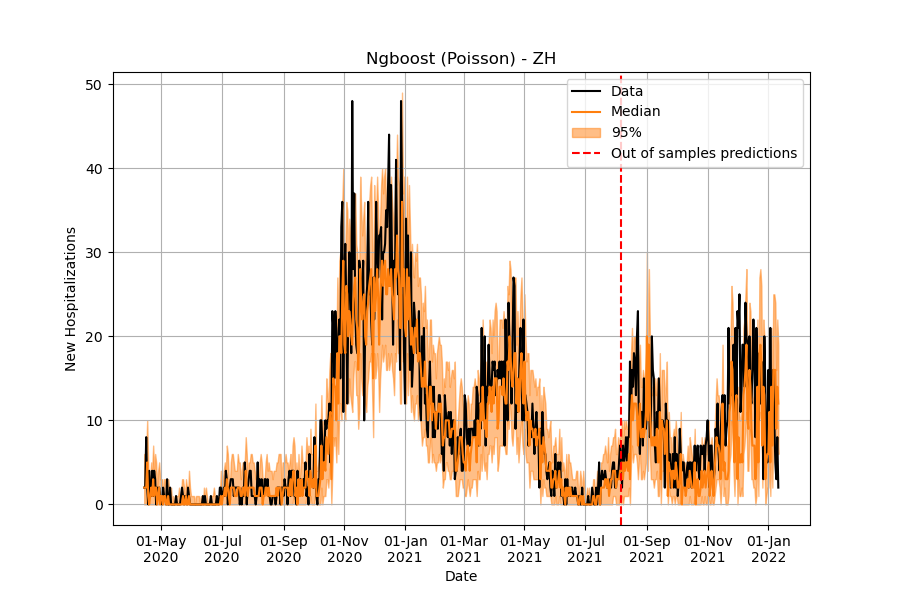 Ngboost (Poisson) - ZH
New Hospitalizations
50
40
30
20
10
0
Data
Median
95%
Out of samples predictions
01-May 01-Jul 01-Sep 01-Nov 01-Jan 01-Mar 01-May 01-Jul 01-Sep 01-Nov 01-Jan
2020 2020 2020 2020 2021 2021 2021 2021 2021 2021 2022
Date